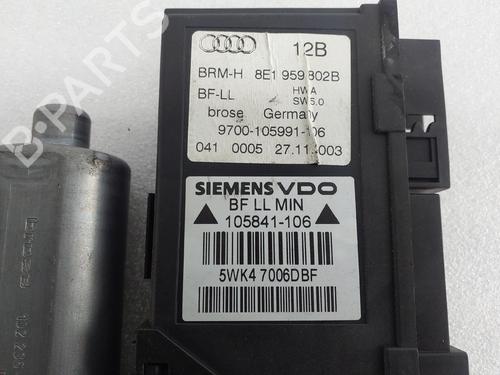 12B
BRM-H 8E1 959 802B
BF-LL HWA
SW5.0
brose Germany
9700-105991-106
041 0005 27.11.2003
SIEMENS VDO
BF LL MIN
105841-106
5WK4 7006DBF
brose